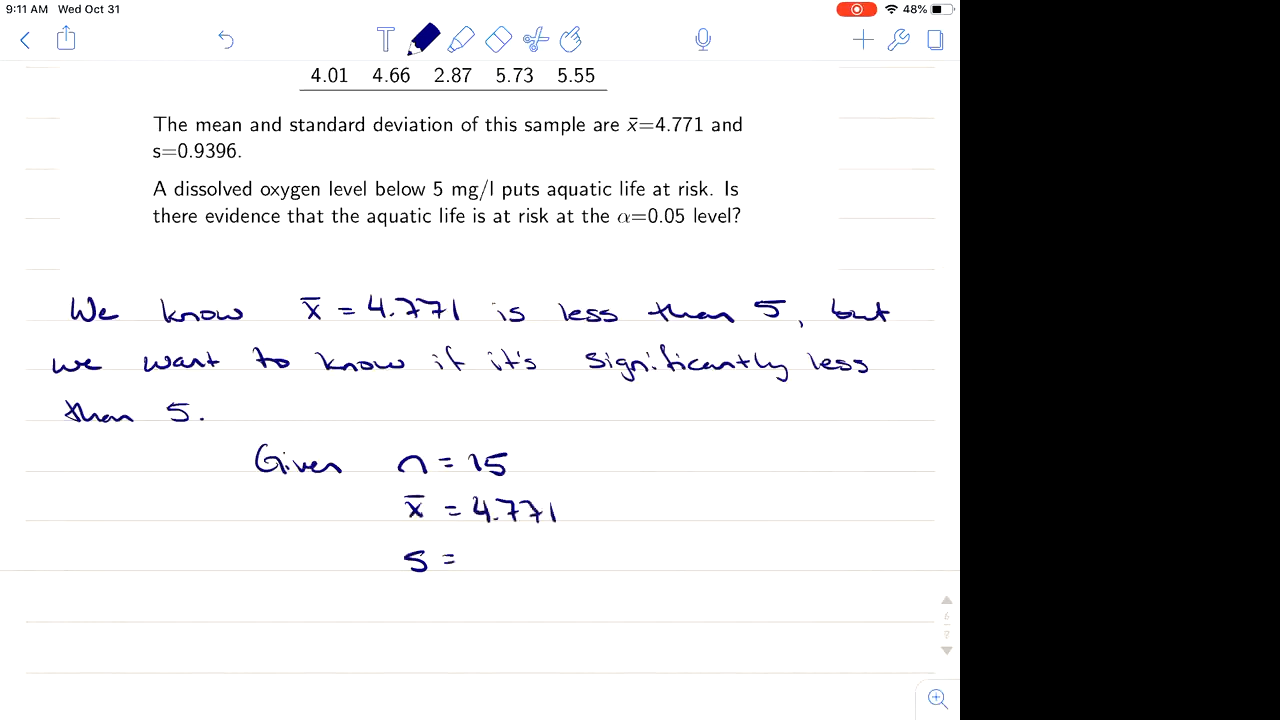 9:11 AM Wed Oct 31
48%
T
4.01 4.66 2.87 5.73 5.55
The mean and standard deviation of this sample are x̄=4.771 and
s=0.9396.
A dissolved oxygen level below 5 mg/l puts aquatic life at risk. Is
there evidence that the aquatic life is at risk at the α=0.05 level?
We know x̄ = 4.771 is less than 5, but
we want to know if it's significantly less
than 5.
Given n = 15
x̄ = 4.771
s =
6